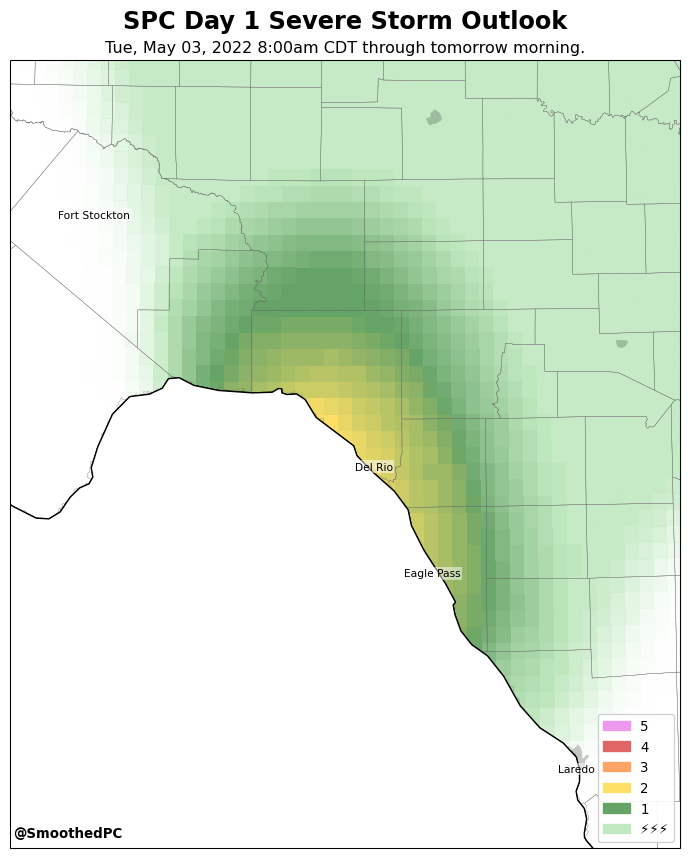 SPC Day 1 Severe Storm Outlook
Tue, May 03, 2022 8:00am CDT through tomorrow morning.
Fort Stockton
Del Rio
Eagle Pass
Laredo
5
4
3
2
1
⚡⚡⚡
@SmoothedPC